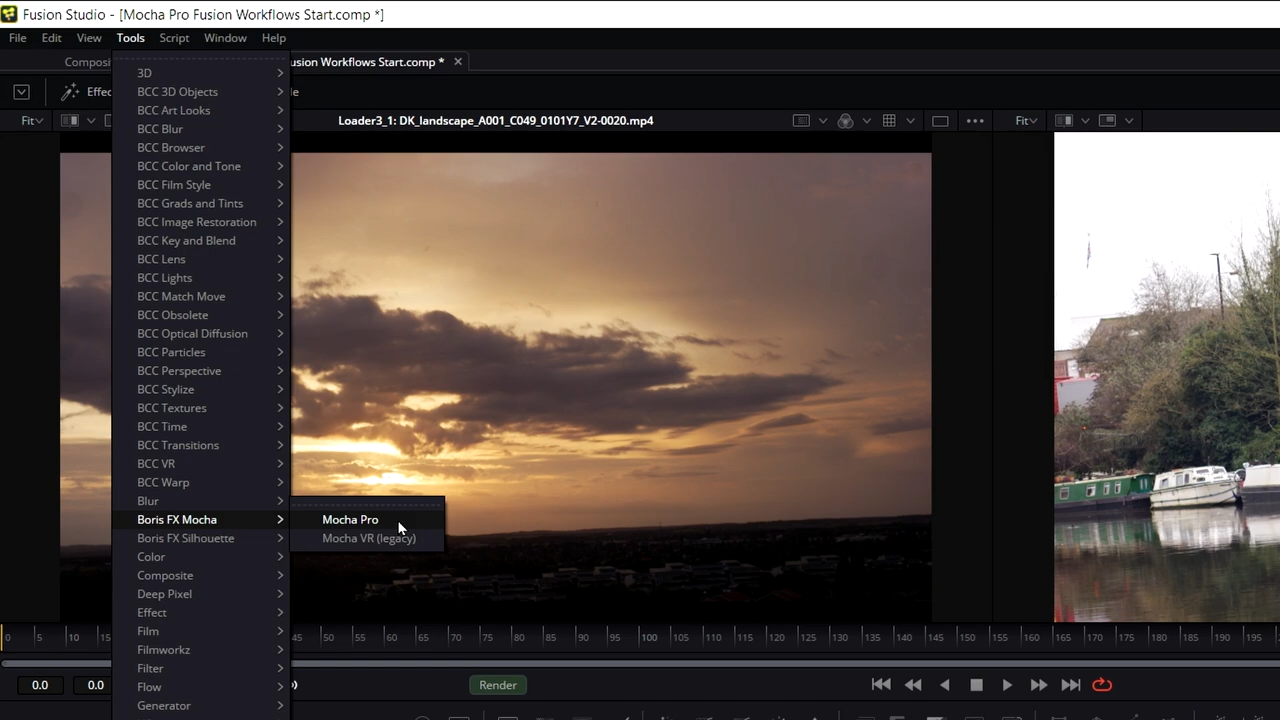 Fusion Studio - [Mocha Pro Fusion Workflows Start.comp *]
File Edit View Tools Script Window Help
usion Workflows Start.comp *
Fit
Loader3_1: DK_landscape_A001_C049_0101Y7_V2-0020.mp4
Fit
3D
BCC 3D Objects
BCC Art Looks
BCC Blur
BCC Browser
BCC Color and Tone
BCC Film Style
BCC Grads and Tints
BCC Image Restoration
BCC Key and Blend
BCC Lens
BCC Lights
BCC Match Move
BCC Obsolete
BCC Optical Diffusion
BCC Particles
BCC Perspective
BCC Stylize
BCC Textures
BCC Time
BCC Transitions
BCC VR
BCC Warp
Blur
Boris FX Mocha
Boris FX Silhouette
Color
Composite
Deep Pixel
Effect
Film
Filmworkz
Filter
Flow
Generator
Mocha Pro
Mocha VR (legacy)
0 5 10 45 50 55 60 65 70 75 80 85 90 95 100 105 110 115 120 125 130 135 140 145 150 155 160 165 170 175 180 185 190 195
0.0 0.0 Render